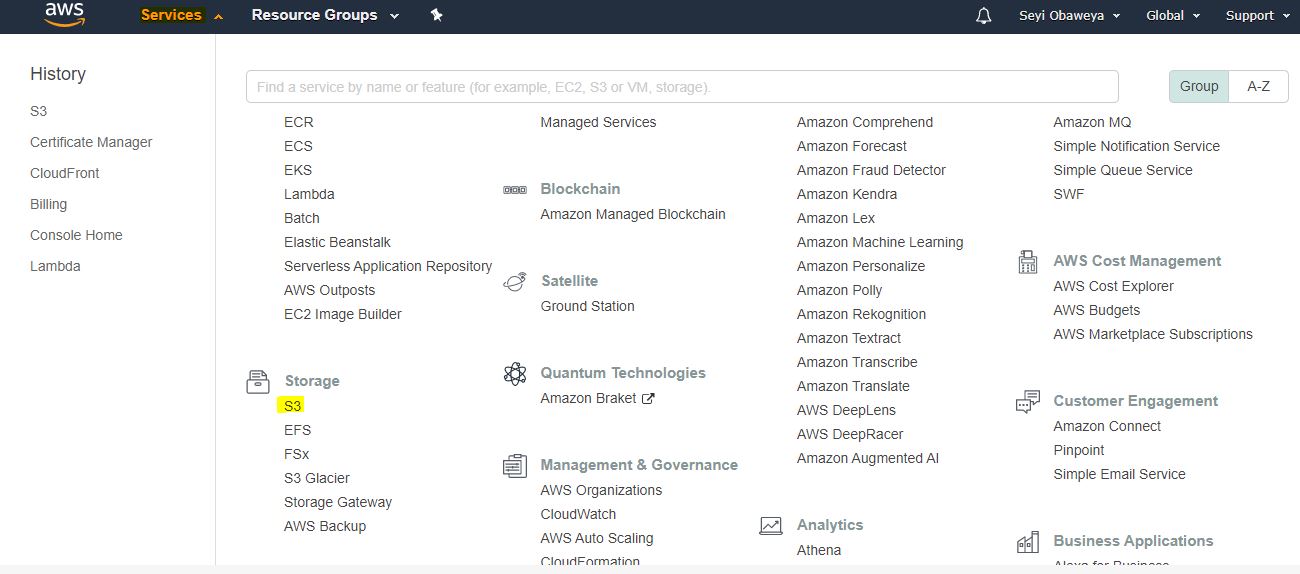 aws
Services
Resource Groups
Seyi Obaweya
Global
Support
History
S3
Certificate Manager
CloudFront
Billing
Console Home
Lambda
Find a service by name or feature (for example, EC2, S3 or VM, storage).
Group
A-Z
ECR
ECS
EKS
Lambda
Batch
Elastic Beanstalk
Serverless Application Repository
AWS Outposts
EC2 Image Builder
Storage
S3
EFS
FSx
S3 Glacier
Storage Gateway
AWS Backup
Managed Services
Blockchain
Amazon Managed Blockchain
Satellite
Ground Station
Quantum Technologies
Amazon Braket
Management & Governance
AWS Organizations
CloudWatch
AWS Auto Scaling
CloudFormation
Amazon Comprehend
Amazon Forecast
Amazon Fraud Detector
Amazon Kendra
Amazon Lex
Amazon Machine Learning
Amazon Personalize
Amazon Polly
Amazon Rekognition
Amazon Textract
Amazon Transcribe
Amazon Translate
AWS DeepLens
AWS DeepRacer
Amazon Augmented AI
Analytics
Athena
Amazon MQ
Simple Notification Service
Simple Queue Service
SWF
AWS Cost Management
AWS Cost Explorer
AWS Budgets
AWS Marketplace Subscriptions
Customer Engagement
Amazon Connect
Pinpoint
Simple Email Service
Business Applications
Alexa for Business